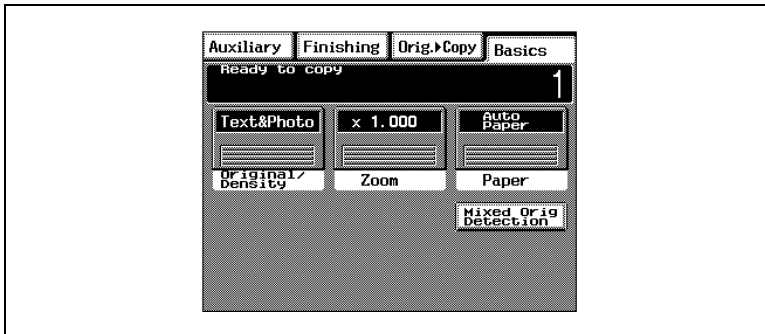 Auxiliary Finishing Orig.▸Copy Basics
Ready to copy
1
Text&Photo x 1.000 Auto
Paper
Original/
Density Zoom Paper
Mixed Orig
Detection